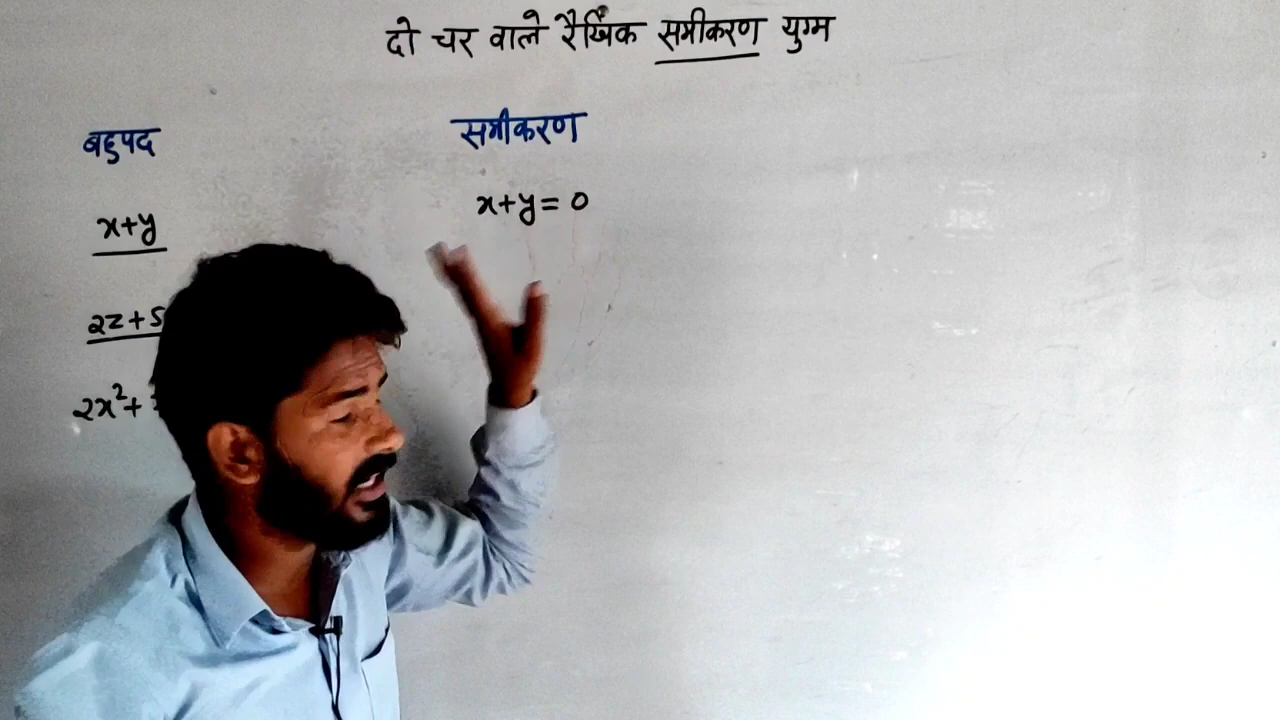 दो चर वाले रैखिक समीकरण युग्म
बहुपद
समीकरण
x+y
x+y= 0
2z+5
2x²+